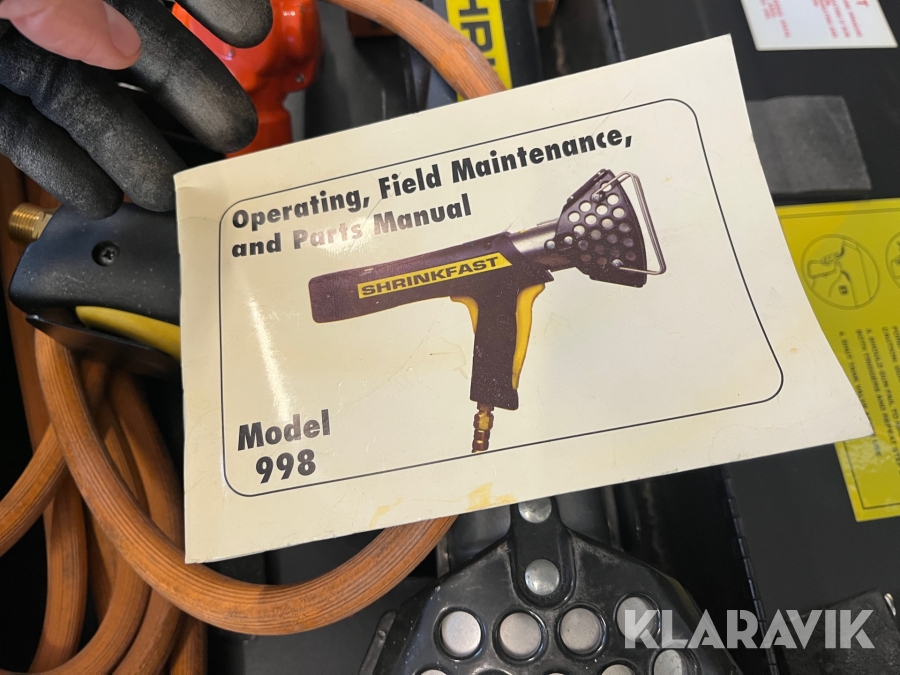 Operating, Field Maintenance,
and Parts Manual
SHRINKFAST
Model
998
KLARAVIK